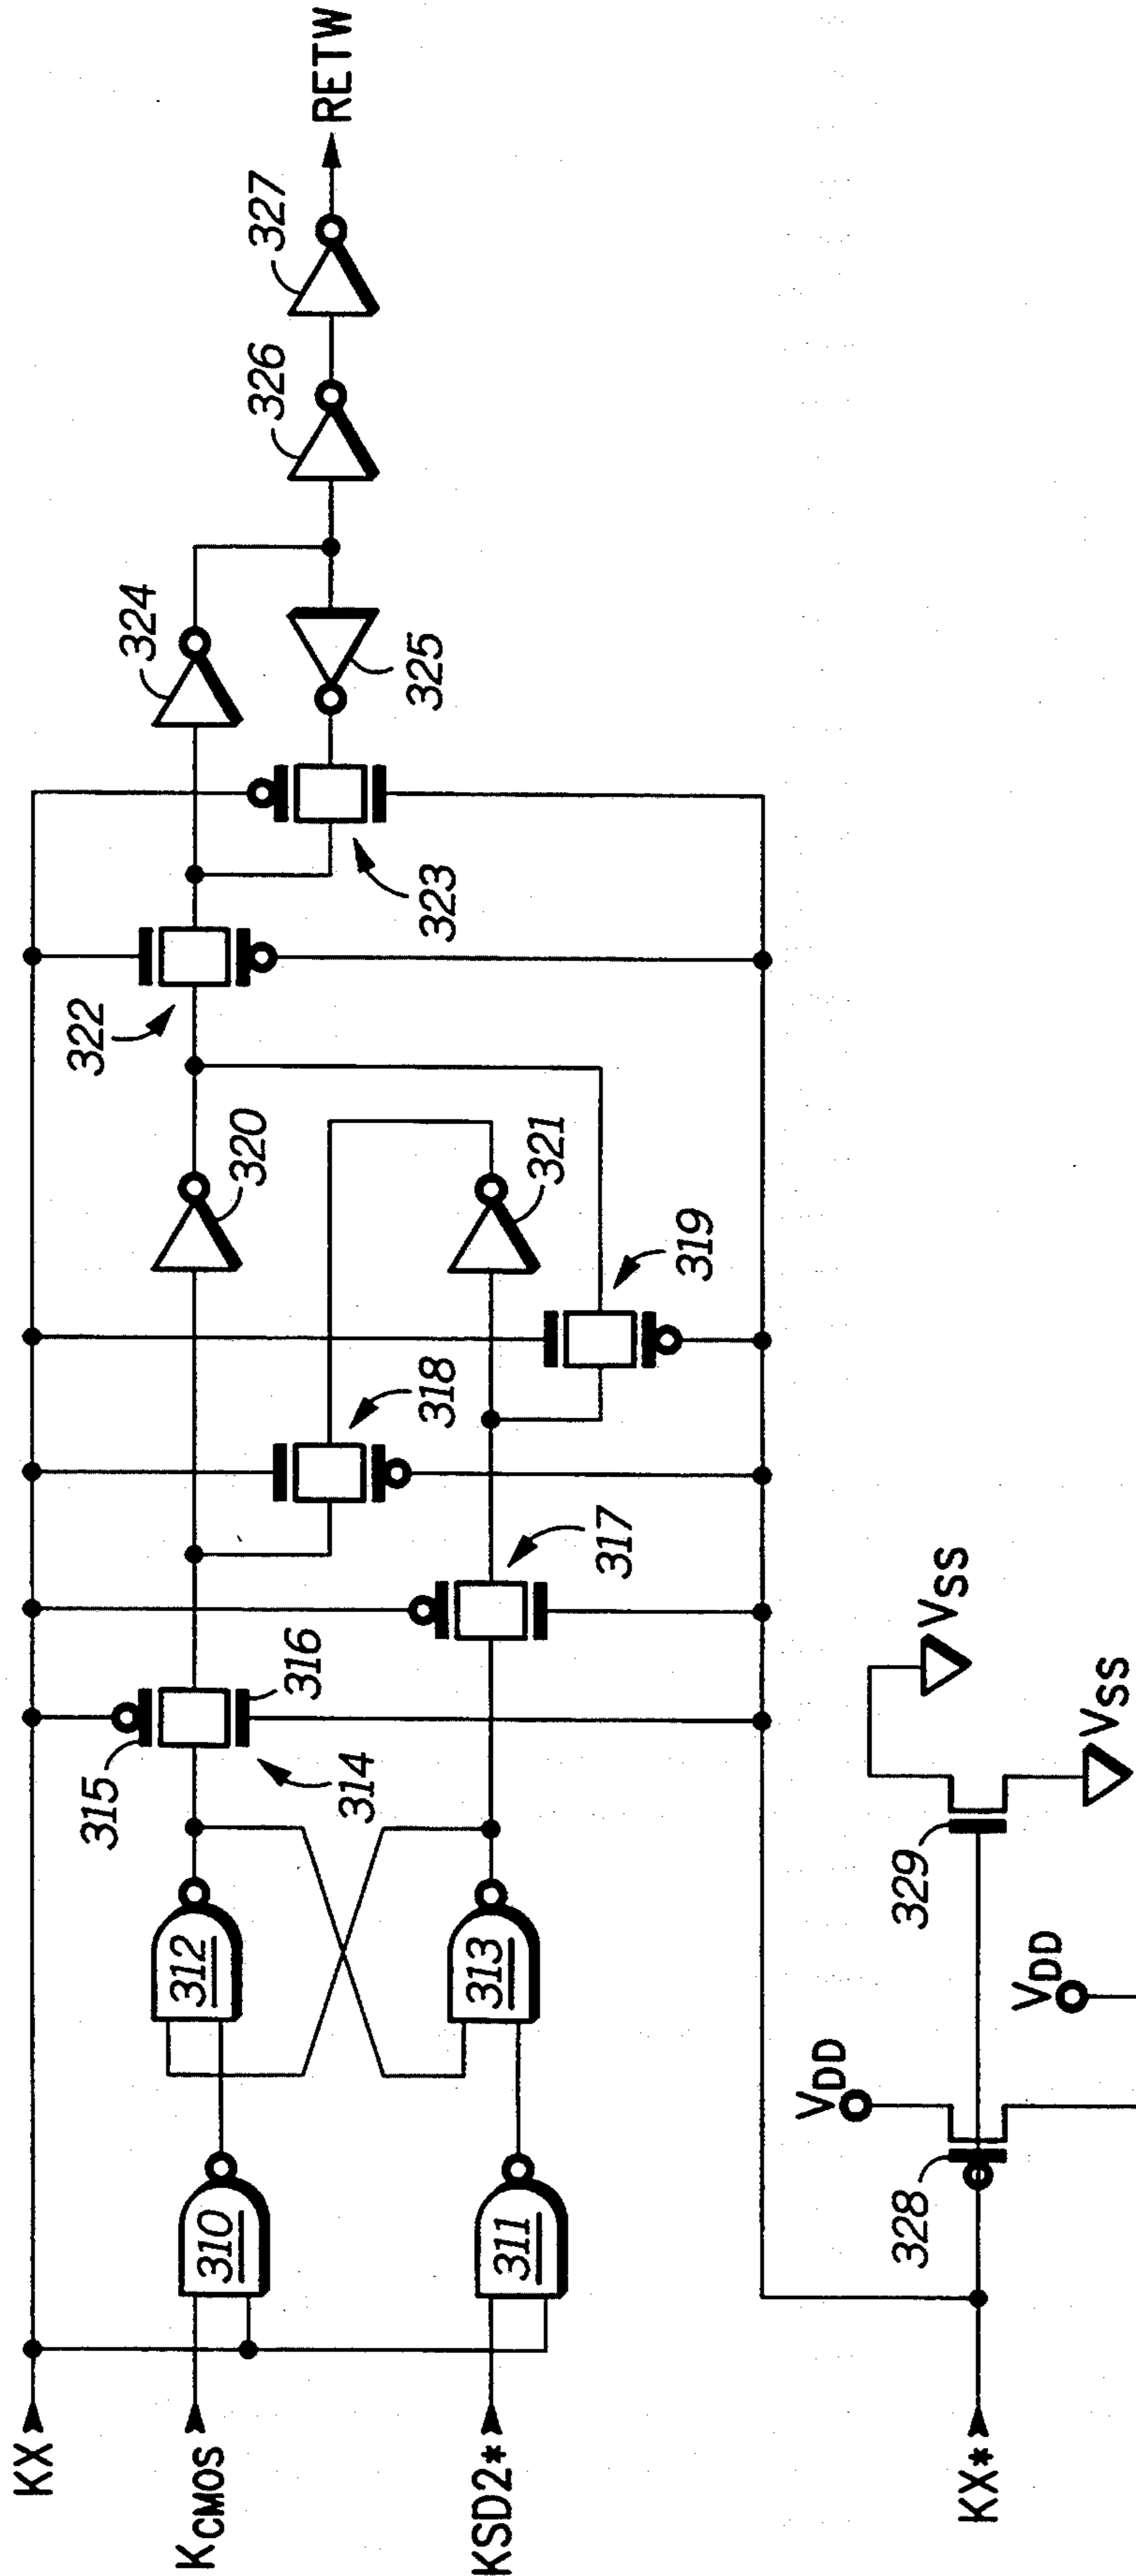 KX
KCMOS
KSD2*
KX*
310
311
312
313
314
315
316
317
318
319
320
321
322
323
324
325
326
327
RETW
328
329
VDD
VDD
VSS
VSS